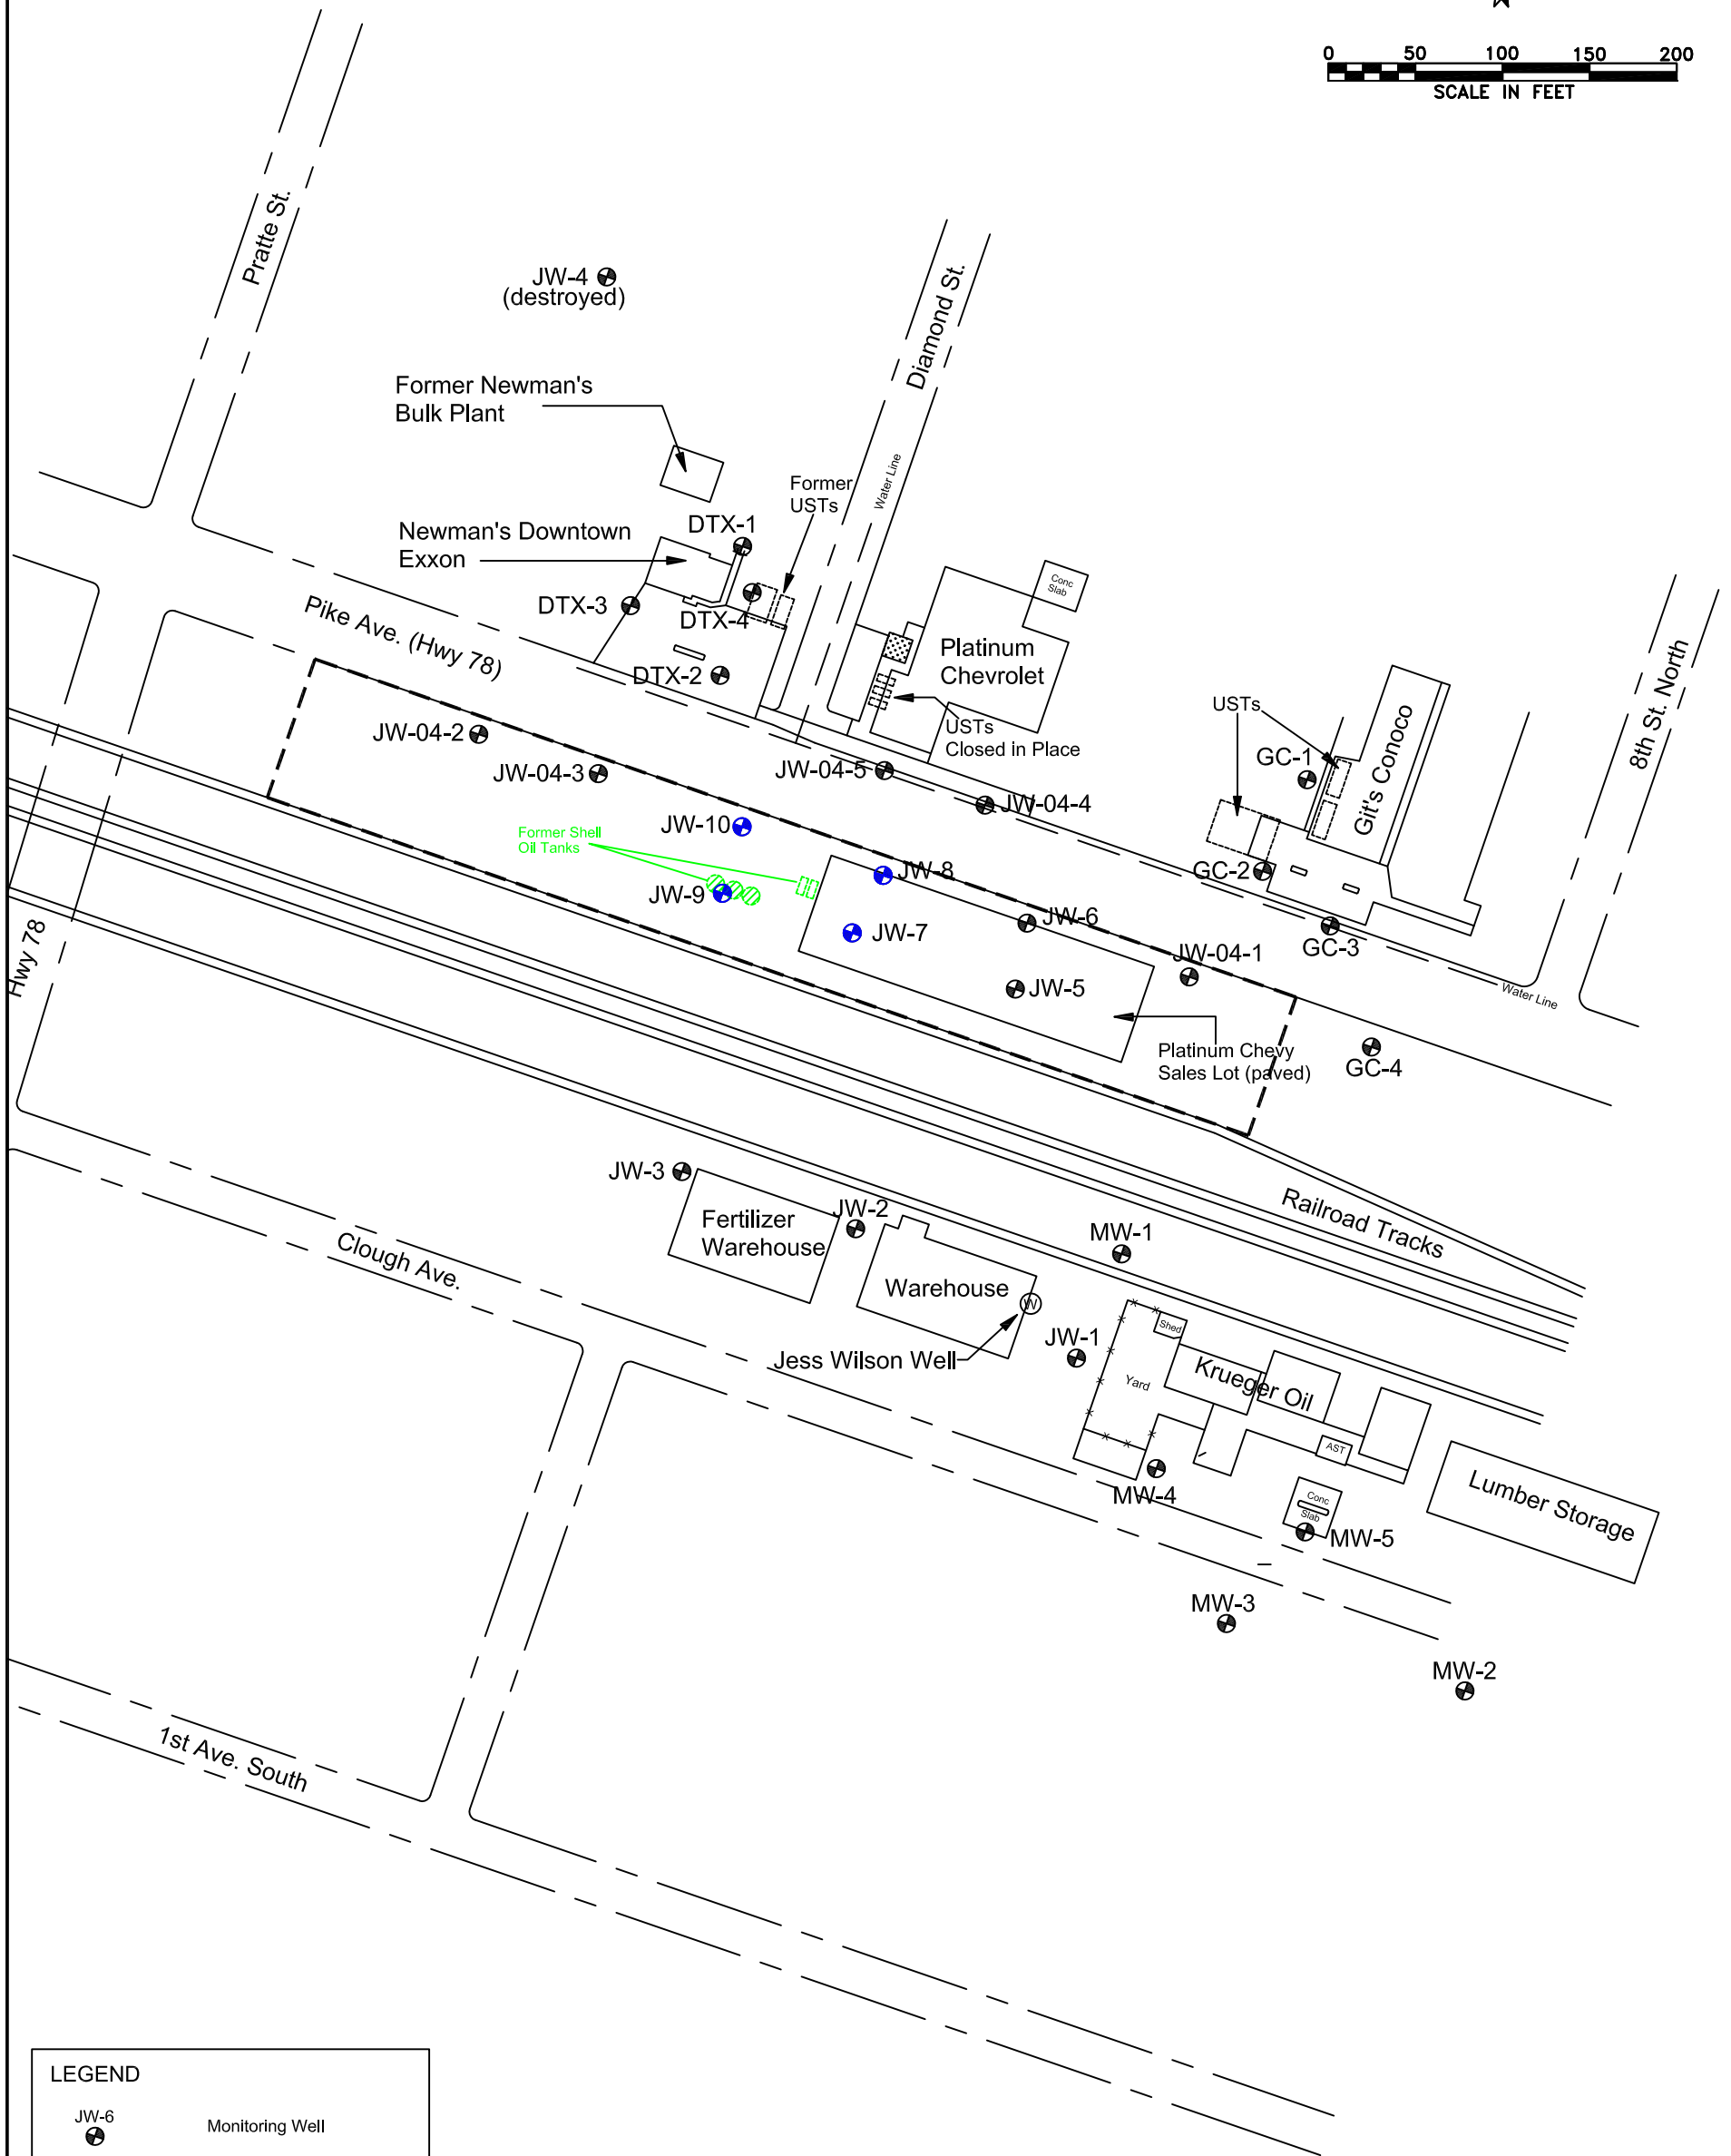 0 50 100 150 200
SCALE IN FEET
Pratte St.
JW-4
(destroyed)
Diamond St.
Former Newman's
Bulk Plant
Water Line
Former
USTs
Newman's Downtown
Exxon
DTX-1
Conc
Slab
DTX-3
DTX-4
Pike Ave. (Hwy 78)
Platinum
Chevrolet
8th St. North
DTX-2
USTs
USTs
Closed in Place
Git's Conoco
JW-04-2
GC-1
JW-04-3
JW-04-5
JW-04-4
JW-10
Former Shell
Oil Tanks
JW-8
GC-2
JW-9
JW-7
JW-6
GC-3
JW-04-1
Hwy 78
JW-5
Water Line
Platinum Chevy
Sales Lot (paved)
GC-4
JW-3
Railroad Tracks
Fertilizer
Warehouse
JW-2
MW-1
Clough Ave.
Warehouse
W
Shed
JW-1
Jess Wilson Well
Yard
Krueger Oil
AST
MW-4
Conc
Slab
Lumber Storage
MW-5
MW-3
MW-2
1st Ave. South
LEGEND
JW-6
Monitoring Well